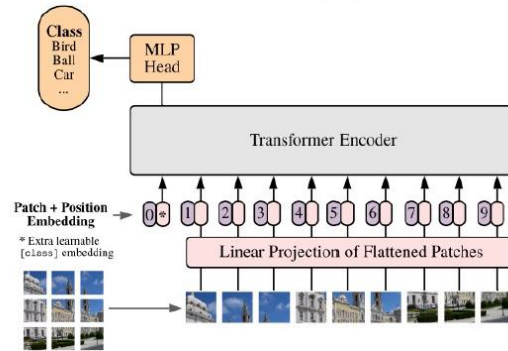 Class
Bird
Ball
Car
...
MLP
Head
Transformer Encoder
Patch + Position
Embedding
0 * 1 2 3 4 5 6 7 8 9
* Extra learnable
[class] embedding
Linear Projection of Flattened Patches